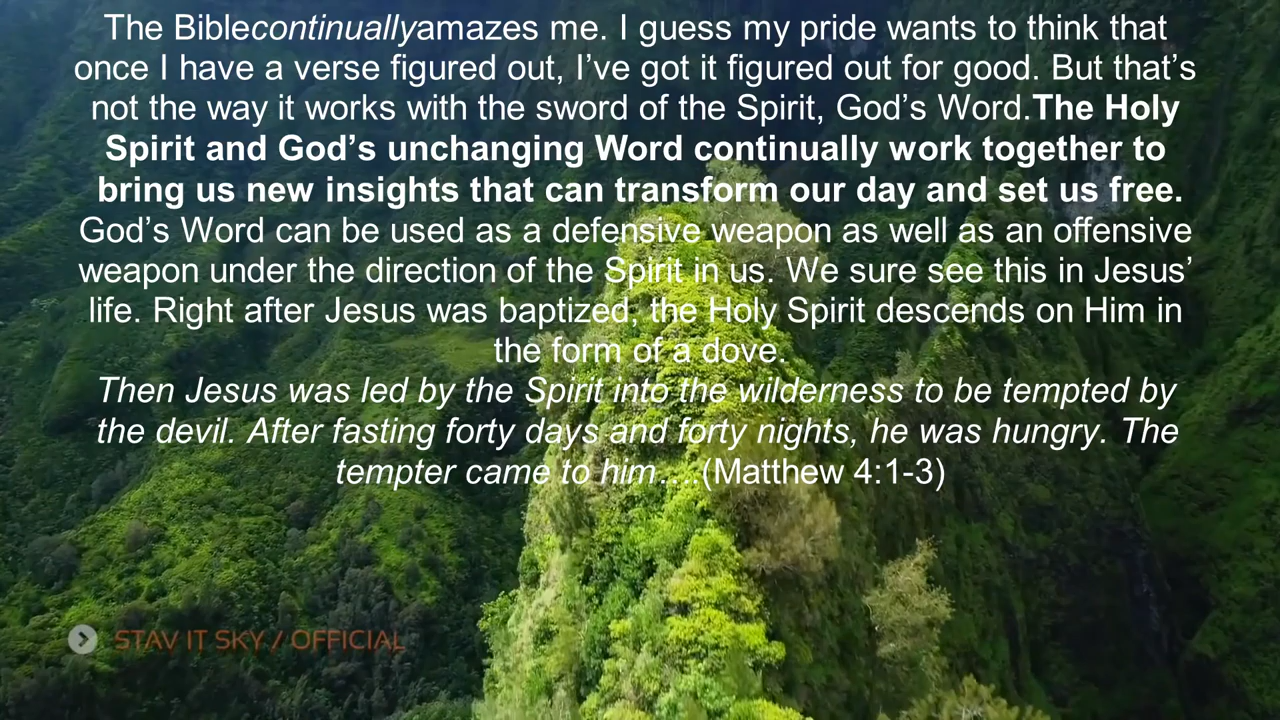 The Biblecontinuallyamazes me. I guess my pride wants to think that
once I have a verse figured out, I’ve got it figured out for good. But that’s
not the way it works with the sword of the Spirit, God’s Word.The Holy
Spirit and God’s unchanging Word continually work together to
bring us new insights that can transform our day and set us free.
God’s Word can be used as a defensive weapon as well as an offensive
weapon under the direction of the Spirit in us. We sure see this in Jesus’
life. Right after Jesus was baptized, the Holy Spirit descends on Him in
the form of a dove.
Then Jesus was led by the Spirit into the wilderness to be tempted by
the devil. After fasting forty days and forty nights, he was hungry. The
tempter came to him….(Matthew 4:1-3)
STAV IT SKY / OFFICIAL